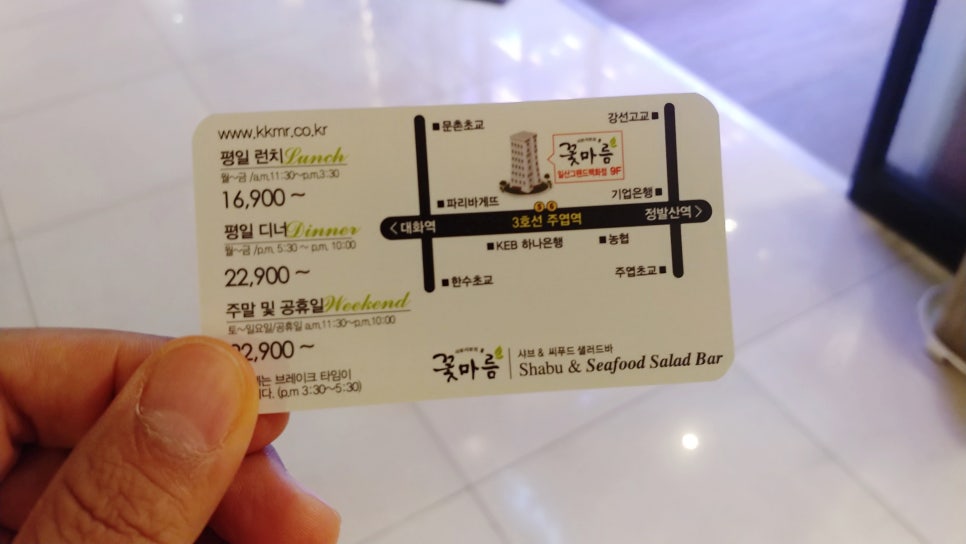 www.kkmr.co.kr
평일 런치 Lunch
월~금 /a.m.11:30~p.m.3:30
16,900 ~
평일 디너 Dinner
월~금 /p.m. 5:30 ~ p.m. 10:00
22,900 ~
주말 및 공휴일 Weekend
토~일요일/공휴일 a.m.11:30~p.m.10:00
2,900 ~
는 브레이크 타임이
다. (p.m 3:30~5:30)
문촌초교
강선고교
꽃마름
일산그랜드백화점 9F
파리바게뜨
기업은행
5 6
<대화역
3호선 주엽역
정발산역>
KEB 하나은행
농협
한수초교
주엽초교
꽃마름
샤브 & 씨푸드 샐러드바
Shabu & Seafood Salad Bar